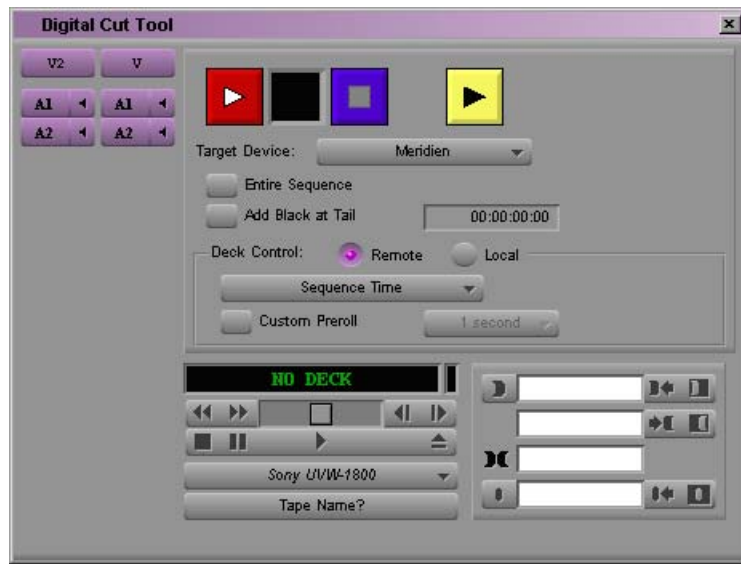 Digital Cut Tool
V2 V
A1 A1
A2 A2
Target Device: Meridien
Entire Sequence
Add Black at Tail 00:00:00:00
Deck Control: Remote Local
Sequence Time
Custom Preroll 1 second
NO DECK
Sony UVW-1800
Tape Name?